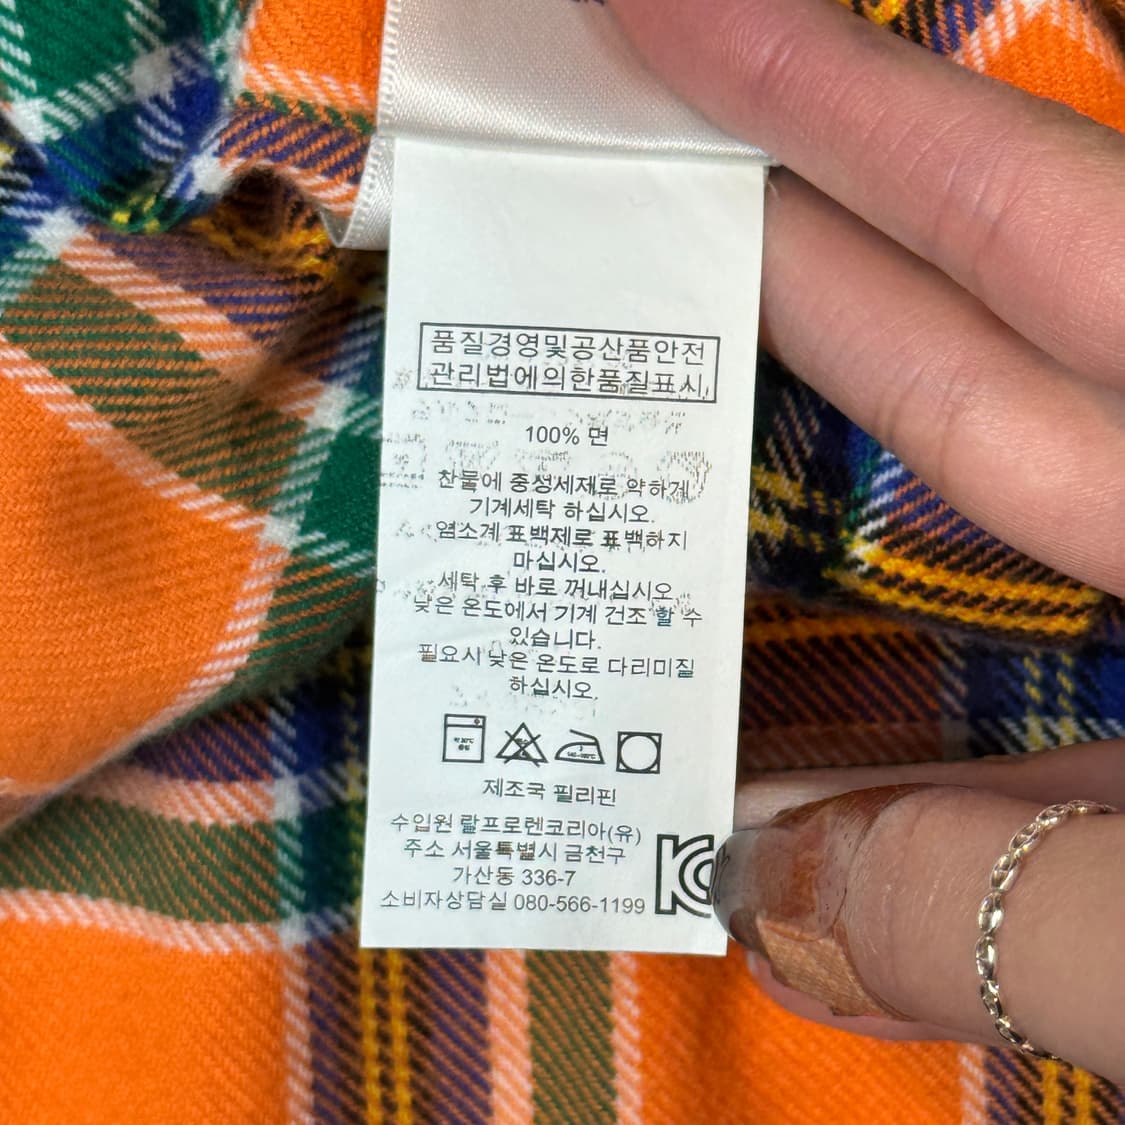 품질경영및공산품안전
관리법에의한품질표시
100% 면
찬물에 중성세제로 약하게
기계세탁 하십시오.
염소계 표백제로 표백하지
마십시오.
세탁 후 바로 꺼내십시오
낮은 온도에서 기계 건조 할 수
있습니다.
필요시 낮은 온도로 다리미질
하십시오.
제조국 필리핀
수입원 랄프로렌코리아(유)
주소 서울특별시 금천구
가산동 336-7
소비자상담실 080-566-1199